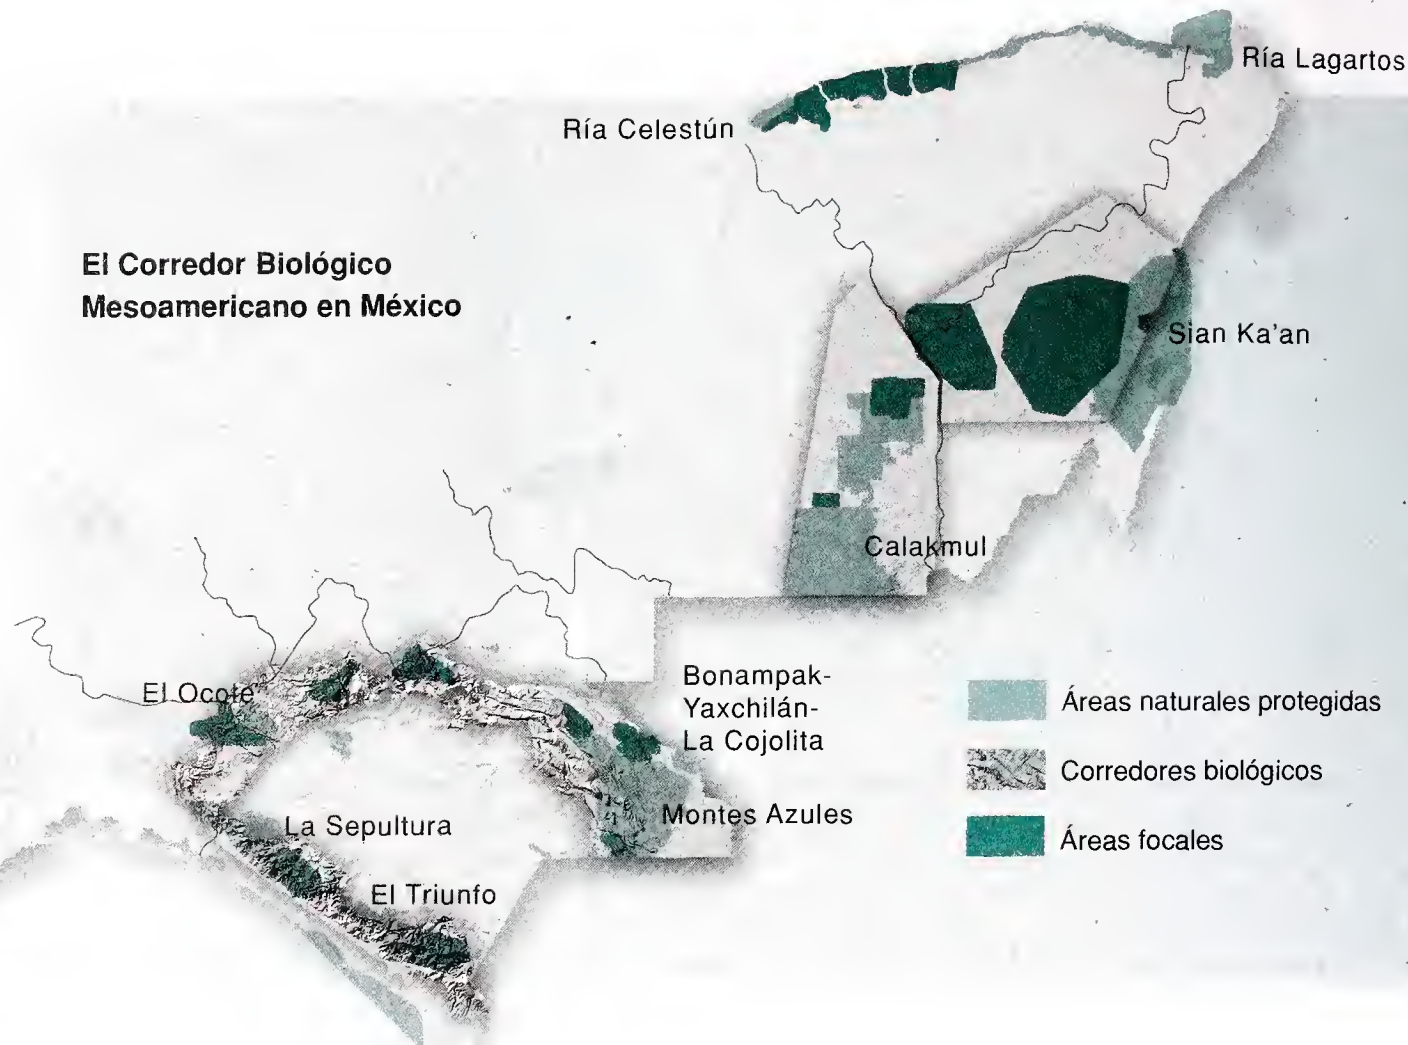 Ría Lagartos
Ría Celestún
El Corredor Biológico
Mesoamericano en México
Sian Ka'an
Calakmul
El Ocote
Bonampak-
Yaxchilán-
La Cojolita
Montes Azules
La Sepultura
El Triunfo
Áreas naturales protegidas
Corredores biológicos
Áreas focales